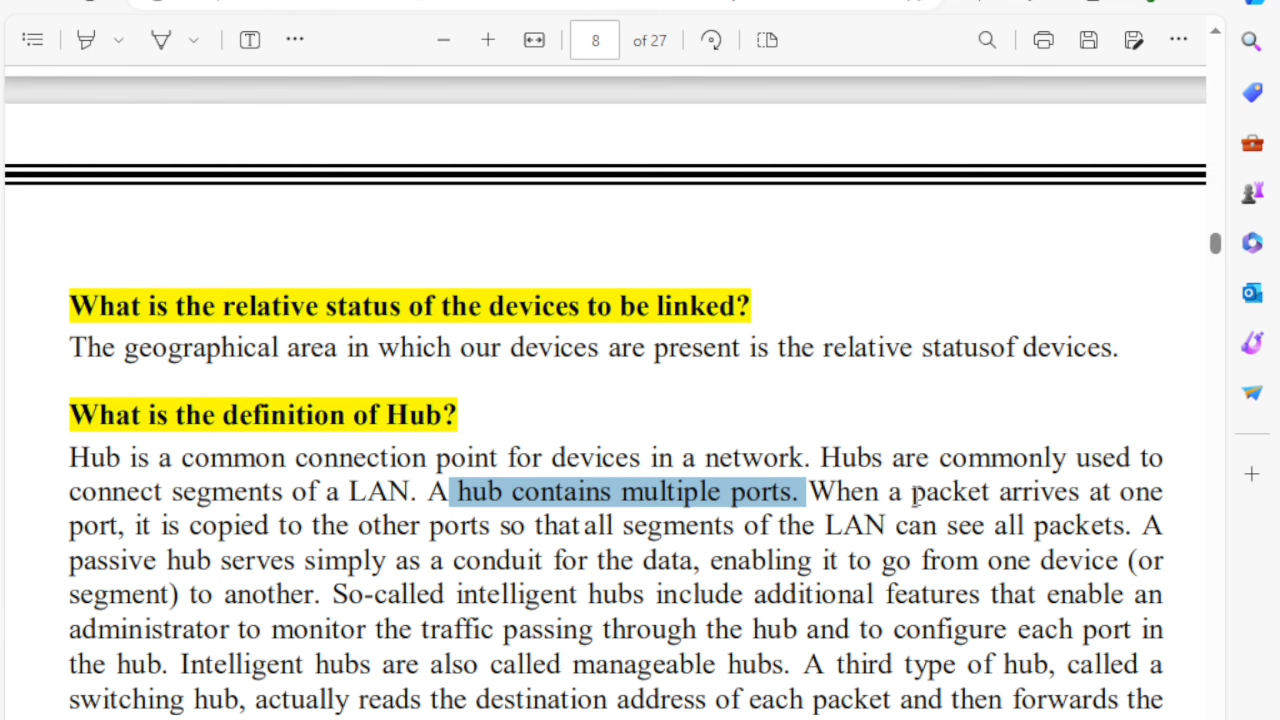 8 of 27
What is the relative status of the devices to be linked?
The geographical area in which our devices are present is the relative statusof devices.
What is the definition of Hub?
Hub is a common connection point for devices in a network. Hubs are commonly used to
connect segments of a LAN. A hub contains multiple ports. When a packet arrives at one
port, it is copied to the other ports so thatall segments of the LAN can see all packets. A
passive hub serves simply as a conduit for the data, enabling it to go from one device (or
segment) to another. So-called intelligent hubs include additional features that enable an
administrator to monitor the traffic passing through the hub and to configure each port in
the hub. Intelligent hubs are also called manageable hubs. A third type of hub, called a
switching hub, actually reads the destination address of each packet and then forwards the